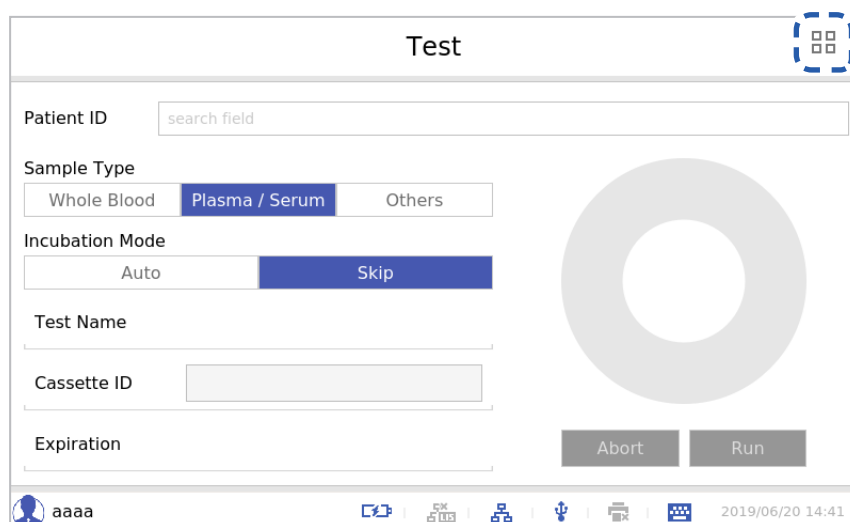 Test
Patient ID search field
Sample Type
Whole Blood Plasma / Serum Others
Incubation Mode
Auto Skip
Test Name
Cassette ID
Expiration
Abort Run
aaaa 2019/06/20 14:41